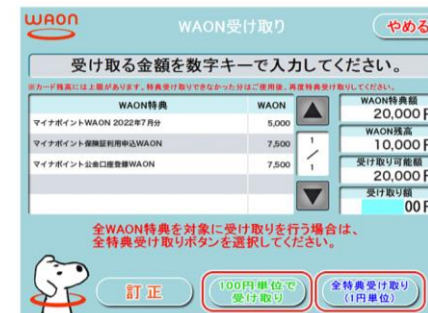 WAON
WAON受け取り
やめる
受け取る金額を数字キーで入力してください。
※カード残高には上限があります。特典受け取りできなかった分はご使用後、再度特典受け取りしてください。
WAON特典 WAON
マイナポイントWAON 2022年7月分 5,000
マイナポイント保険証利用申込WAON 7,500
マイナポイント公金口座登録WAON 7,500
1/1
WAON特典額
20,000
WAON残高
10,000
受け取り可能額
20,000
受け取り額
00
全WAON特典を対象に受け取りを行う場合は、
全特典受け取りボタンを選択してください。
訂正
100円単位で
受け取り
全特典受け取り
(1円単位)